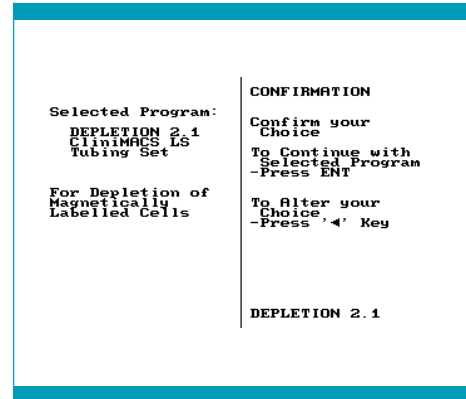 Selected Program:
DEPLETION 2.1
CliniMACS LS
Tubing Set
For Depletion of
Magnetically
Labelled Cells
CONFIRMATION
Confirm your
Choice
To Continue with
Selected Program
-Press ENT
To Alter your
Choice
-Press '◄' Key
DEPLETION 2.1